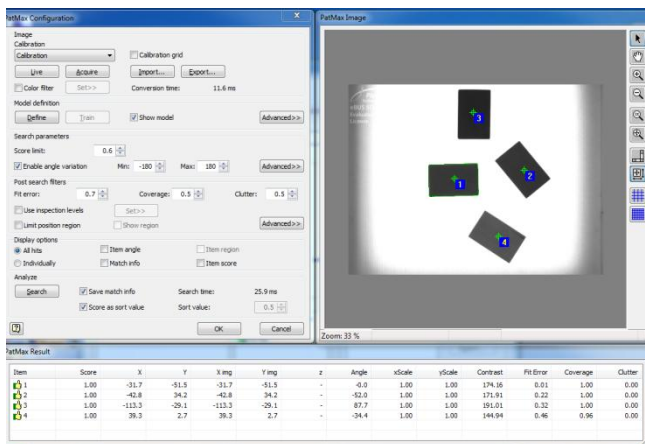 PatMax Configuration
Image
Calibration
Calibration
Calibration grid
Live Acquire Import... Export...
Color filter Set>> Conversion time: 11.6 ms
Model definition
Define Train Show model Advanced>>
Search parameters
Score limit: 0.6
Enable angle variation Min: -180 Max: 180 Advanced>>
Post search filters
Fit error: 0.7 Coverage: 0.5 Clutter: 0.5
Use inspection levels Set>>
Limit position region Show region Advanced>>
Display options
All hits Item angle Item region
Individually Match info Item score
Analyze
Search Save match info Search time: 25.9 ms
Score as sort value Sort value: 0.5
OK Cancel
PatMax Image
3
1
2
4
Zoom: 33 %
PatMax Result
Item Score X Y X img Y img z Angle xScale yScale Contrast Fit Error Coverage Clutter
1 1.00 -31.7 -51.5 -31.7 -51.5 - -0.0 1.00 1.00 174.16 0.01 1.00 0.00
2 1.00 -42.8 34.2 -42.8 34.2 - -52.0 1.00 1.00 171.91 0.22 1.00 0.00
3 1.00 -113.3 -29.1 -113.3 -29.1 - 87.7 1.00 1.00 191.01 0.32 1.00 0.00
4 1.00 39.3 2.7 39.3 2.7 - -34.4 1.00 1.00 144.94 0.46 0.96 0.00